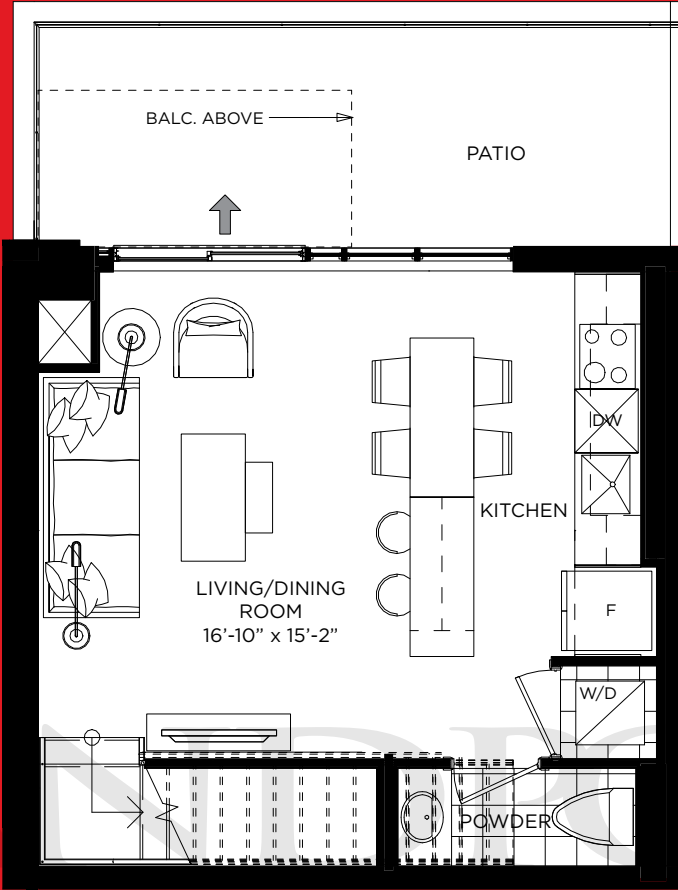 BALC. ABOVE
PATIO
DW
KITCHEN
LIVING/DINING
ROOM
16'-10" x 15'-2"
F
W/D
POWDER